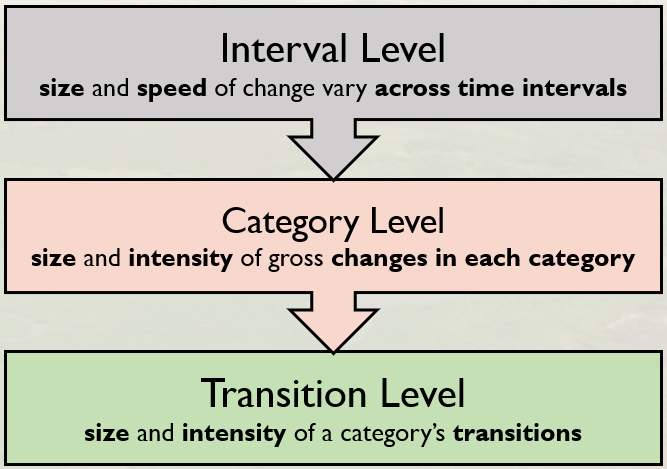 Interval Level
size and speed of change vary across time intervals
Category Level
size and intensity of gross changes in each category
Transition Level
size and intensity of a category's transitions